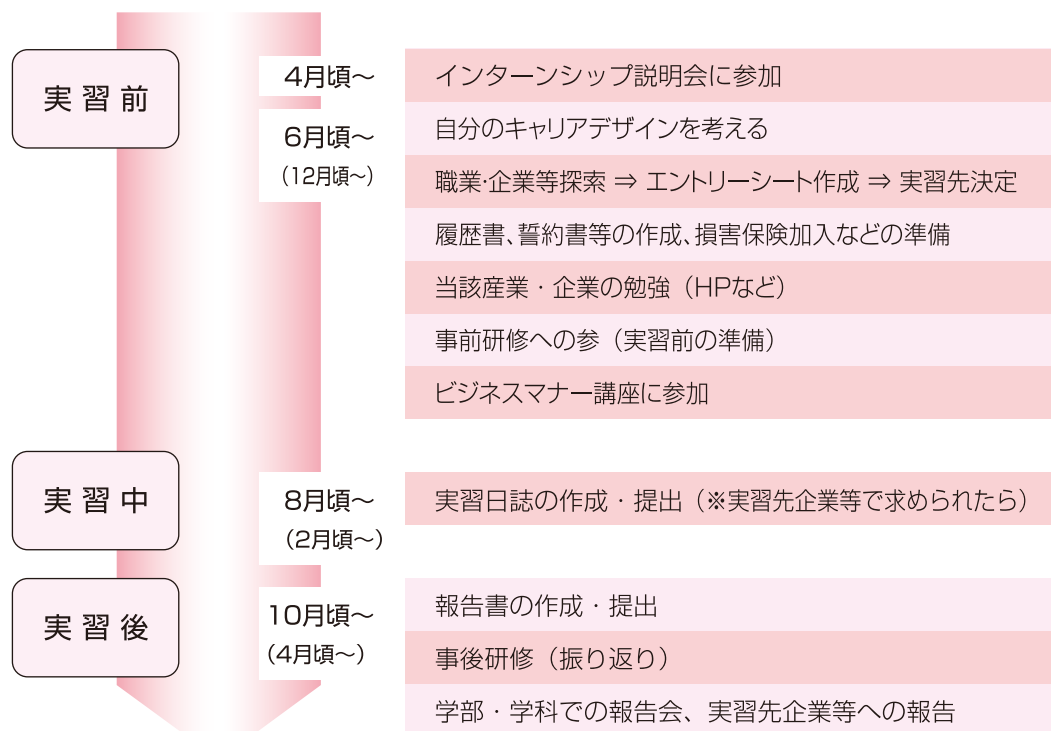 実習前
4月頃～
インターンシップ説明会に参加
6月頃～
（12月頃～）
自分のキャリアデザインを考える
職業・企業等探索 ⇒ エントリーシート作成 ⇒ 実習先決定
履歴書、誓約書等の作成、損害保険加入などの準備
当該産業・企業の勉強（HPなど）
事前研修への参（実習前の準備）
ビジネスマナー講座に参加
実習中
8月頃～
（2月頃～）
実習日誌の作成・提出（※実習先企業等で求められたら）
実習後
10月頃～
（4月頃～）
報告書の作成・提出
事後研修（振り返り）
学部・学科での報告会、実習先企業等への報告